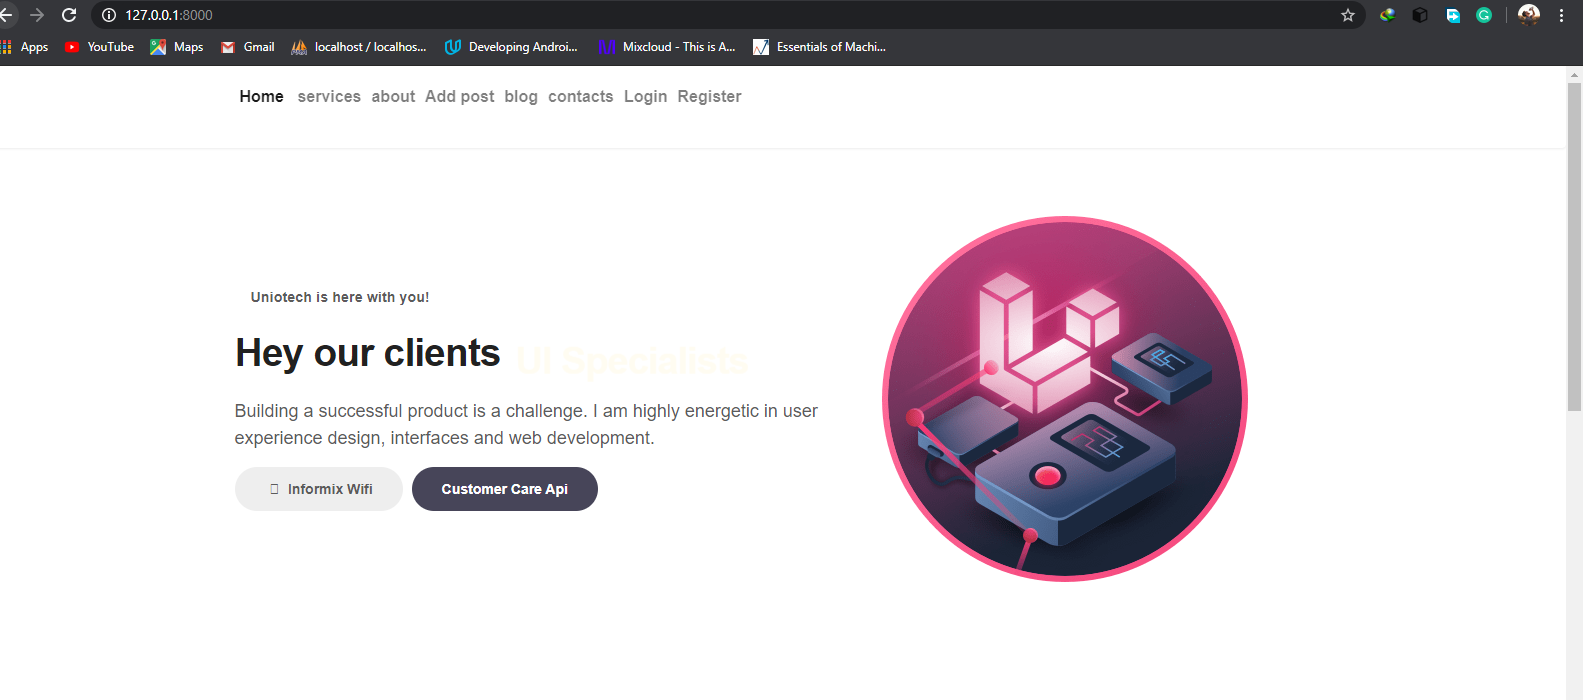 127.0.0.1:8000
Apps YouTube Maps Gmail localhost / localhos... Developing Androi... Mixcloud - This is A... Essentials of Machi...
Home services about Add post blog contacts Login Register
Uniotech is here with you!
Hey our clients UI Specialists
Building a successful product is a challenge. I am highly energetic in user
experience design, interfaces and web development.
Informix Wifi Customer Care Api